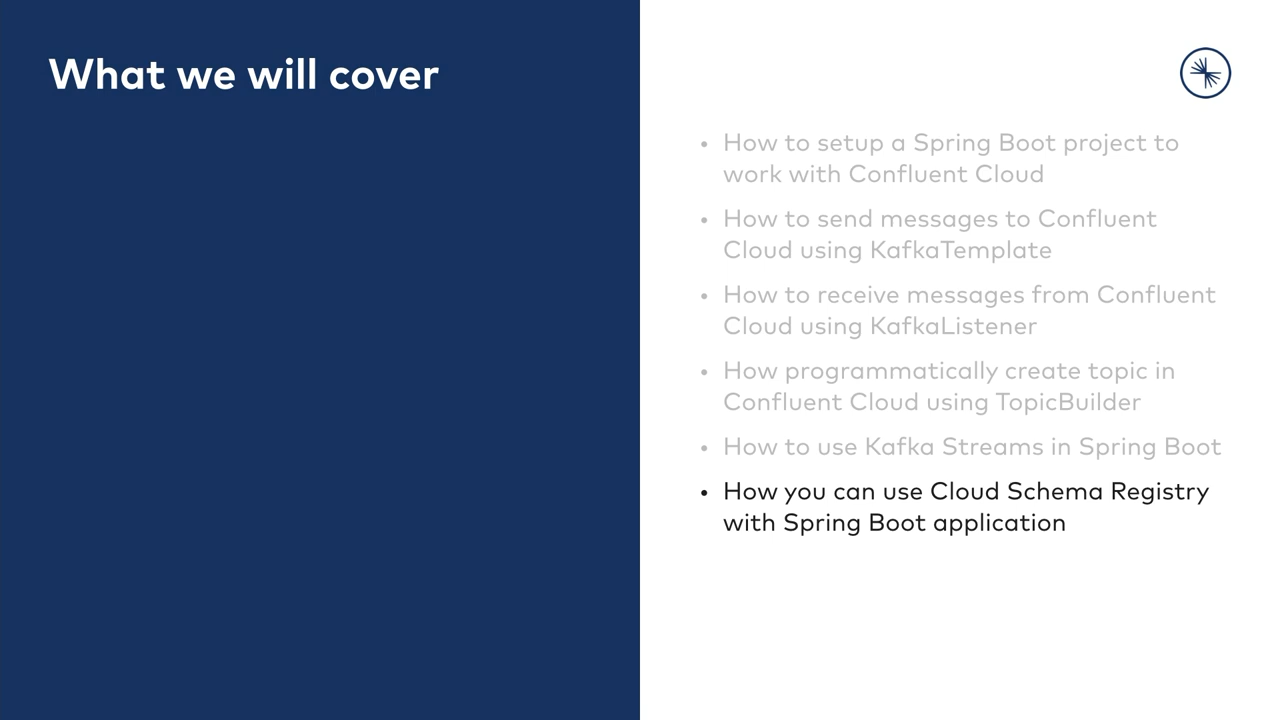 What we will cover
• How to setup a Spring Boot project to
work with Confluent Cloud
• How to send messages to Confluent
Cloud using KafkaTemplate
• How to receive messages from Confluent
Cloud using KafkaListener
• How programmatically create topic in
Confluent Cloud using TopicBuilder
• How to use Kafka Streams in Spring Boot
• How you can use Cloud Schema Registry
with Spring Boot application